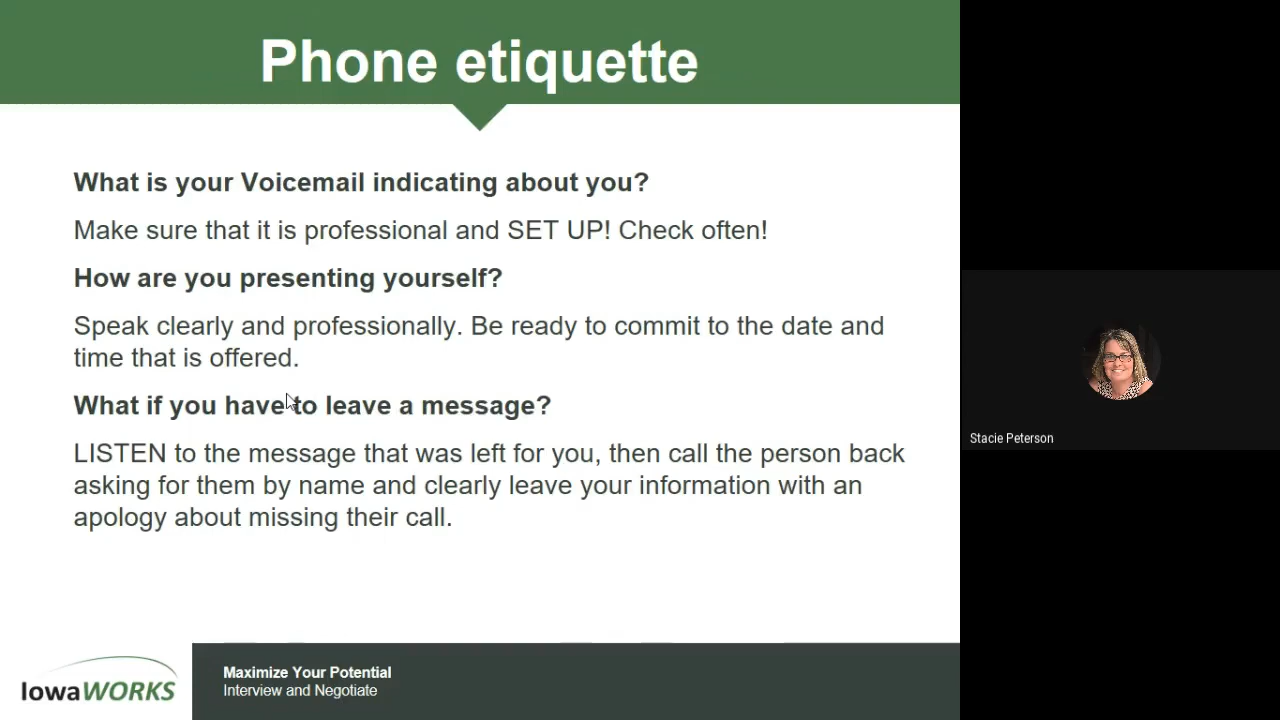 Phone etiquette
What is your Voicemail indicating about you?
Make sure that it is professional and SET UP! Check often!
How are you presenting yourself?
Speak clearly and professionally. Be ready to commit to the date and
time that is offered.
What if you have to leave a message?
LISTEN to the message that was left for you, then call the person back
asking for them by name and clearly leave your information with an
apology about missing their call.
Stacie Peterson
IowaWORKS
Maximize Your Potential
Interview and Negotiate